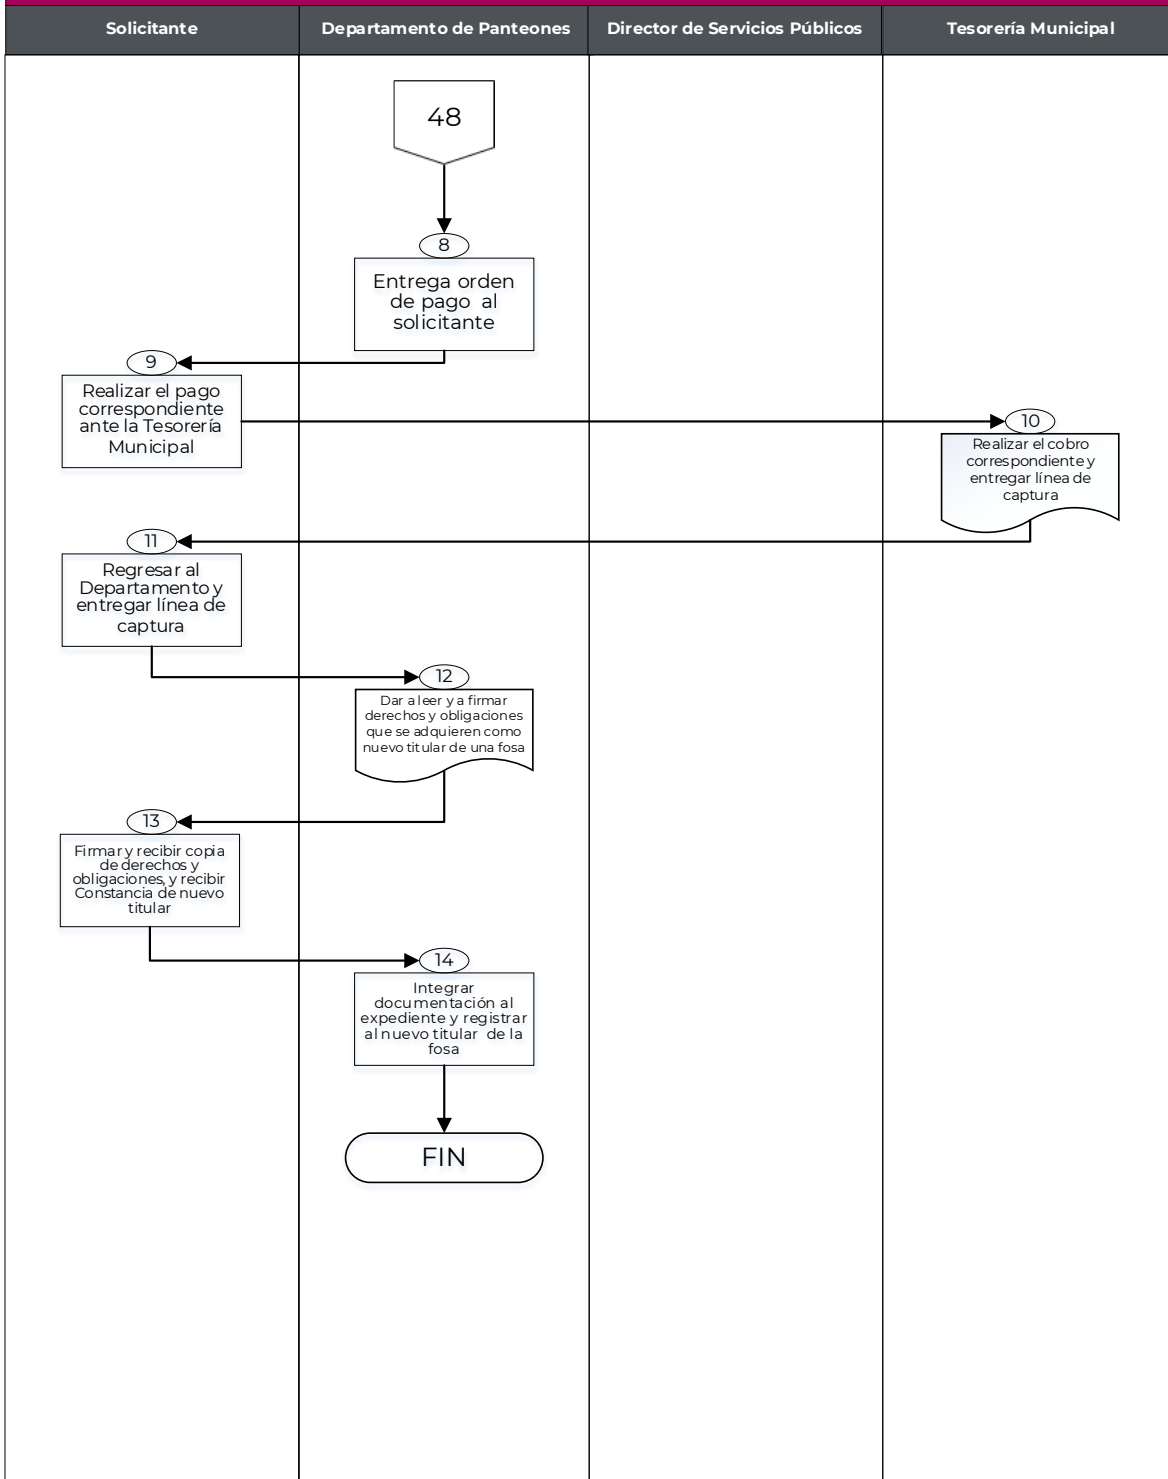 Solicitante
Departamento de Panteones
Director de Servicios Públicos
Tesorería Municipal
48
8
Entrega orden
de pago al
solicitante
9
Realizar el pago
correspondiente
ante la Tesorería
Municipal
10
Realizar el cobro
correspondiente y
entregar línea de
captura
11
Regresar al
Departamento y
entregar línea de
captura
12
Dar a leer y a firmar
derechos y obligaciones
que se adquieren como
nuevo titular de una fosa
13
Firmar y recibir copia
de derechos y
obligaciones, y recibir
Constancia de nuevo
titular
14
Integrar
documentación al
expediente y registrar
al nuevo titular de la
fosa
FIN